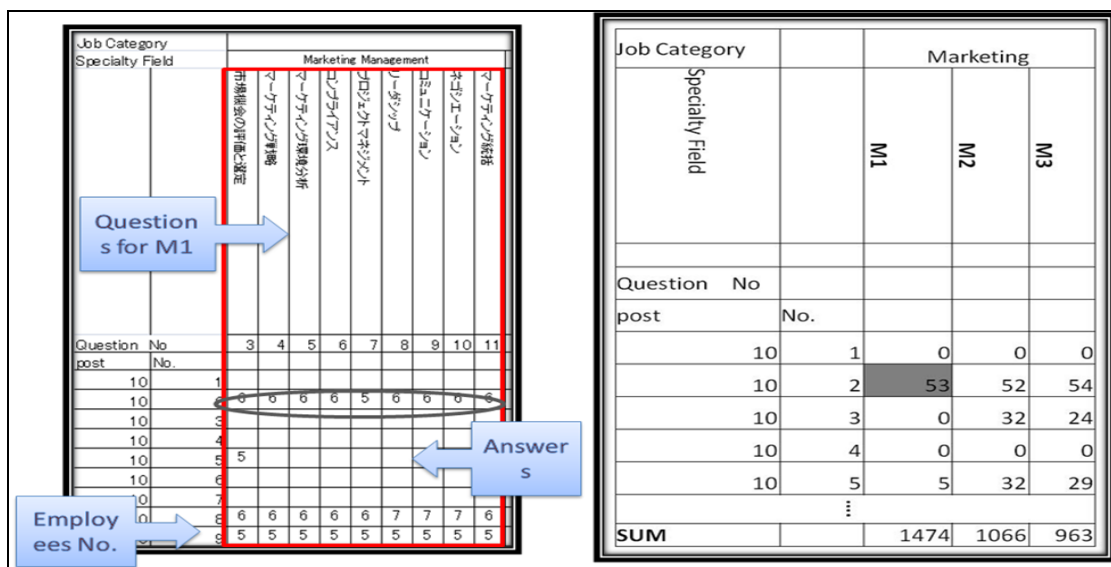 Job Category
Specialty Field
Marketing Management
市場機会の評価と選定
マーケティング戦略
マーケティング環境分析
コンプライアンス
プロジェクトマネジメント
リーダシップ
コミュニケーション
ネゴシエーション
マーケティング統括
Question
s for M1
Question No 3 4 5 6 7 8 9 10 11
post No.
10 1
10 6 6 6 6 5 6 6 6 6
10 3
10 4
10 5 5
10 6
10 7
0 8 6 6 6 6 6 7 7 7 6
9 5 5 5 5 5 5 5 5 5
Answer
s
Employ
ees No.
Job Category Marketing
Specialty Field M1 M2 M3
Question No
post No.
10 1 0 0 0
10 2 53 52 54
10 3 0 32 24
10 4 0 0 0
10 5 5 32 29
⋮
SUM 1474 1066 963